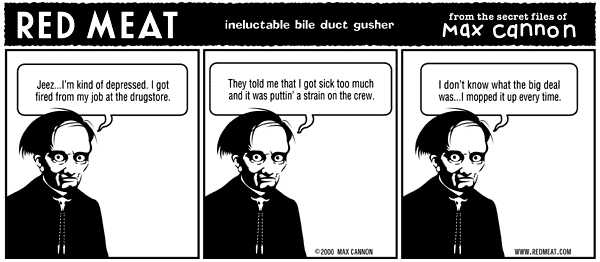 RED MEAT
ineluctable bile duct gusher
from the secret files of
Max cannon
Jeez...I'm kind of depressed. I got
fired from my job at the drugstore.
They told me that I got sick too much
and it was puttin' a strain on the crew.
I don't know what the big deal
was...I mopped it up every time.
©2000 MAX CANNON
WWW.REDMEAT.COM